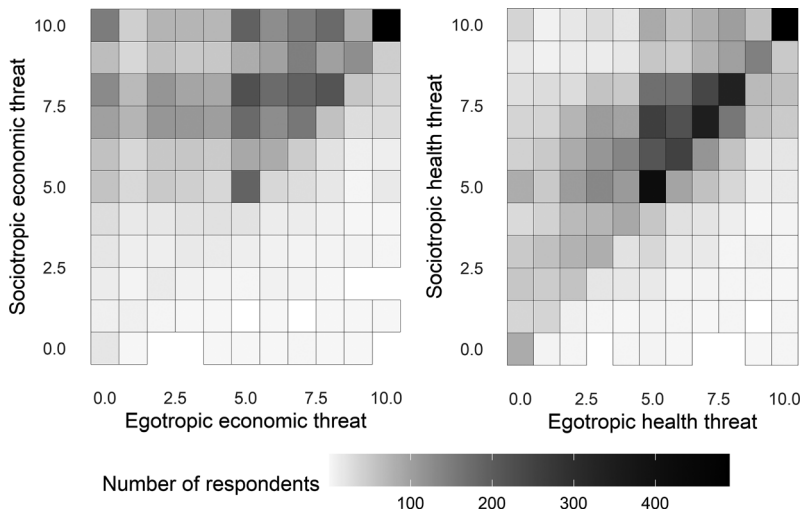 10.0
7.5
5.0
2.5
0.0
Sociotropic economic threat
0.0 2.5 5.0 7.5 10.0
Egotropic economic threat
10.0
7.5
5.0
2.5
0.0
Sociotropic health threat
0.0 2.5 5.0 7.5 10.0
Egotropic health threat
Number of respondents
100 200 300 400